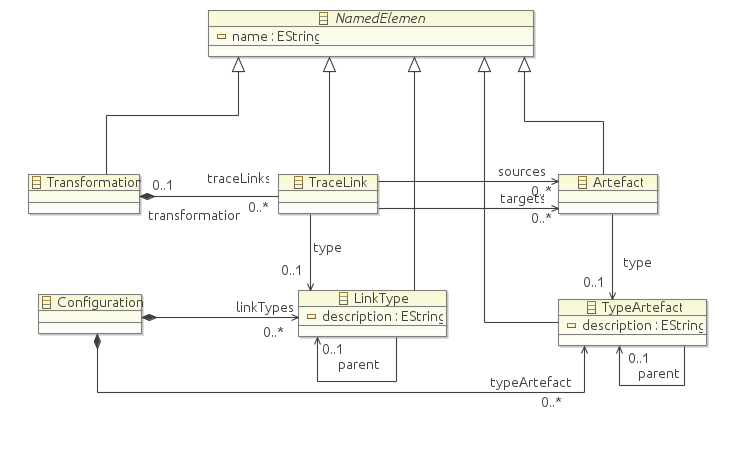 NamedElemen
name : EString
Transformation
0..1
traceLinks
0..*
transformation
TraceLink
sources
0..*
targets
0..*
Artefact
type
0..1
type
0..1
Configuration
linkTypes
0..*
LinkType
description : EString
0..1
parent
TypeArtefact
description : EString
0..1
parent
typeArtefact
0..*